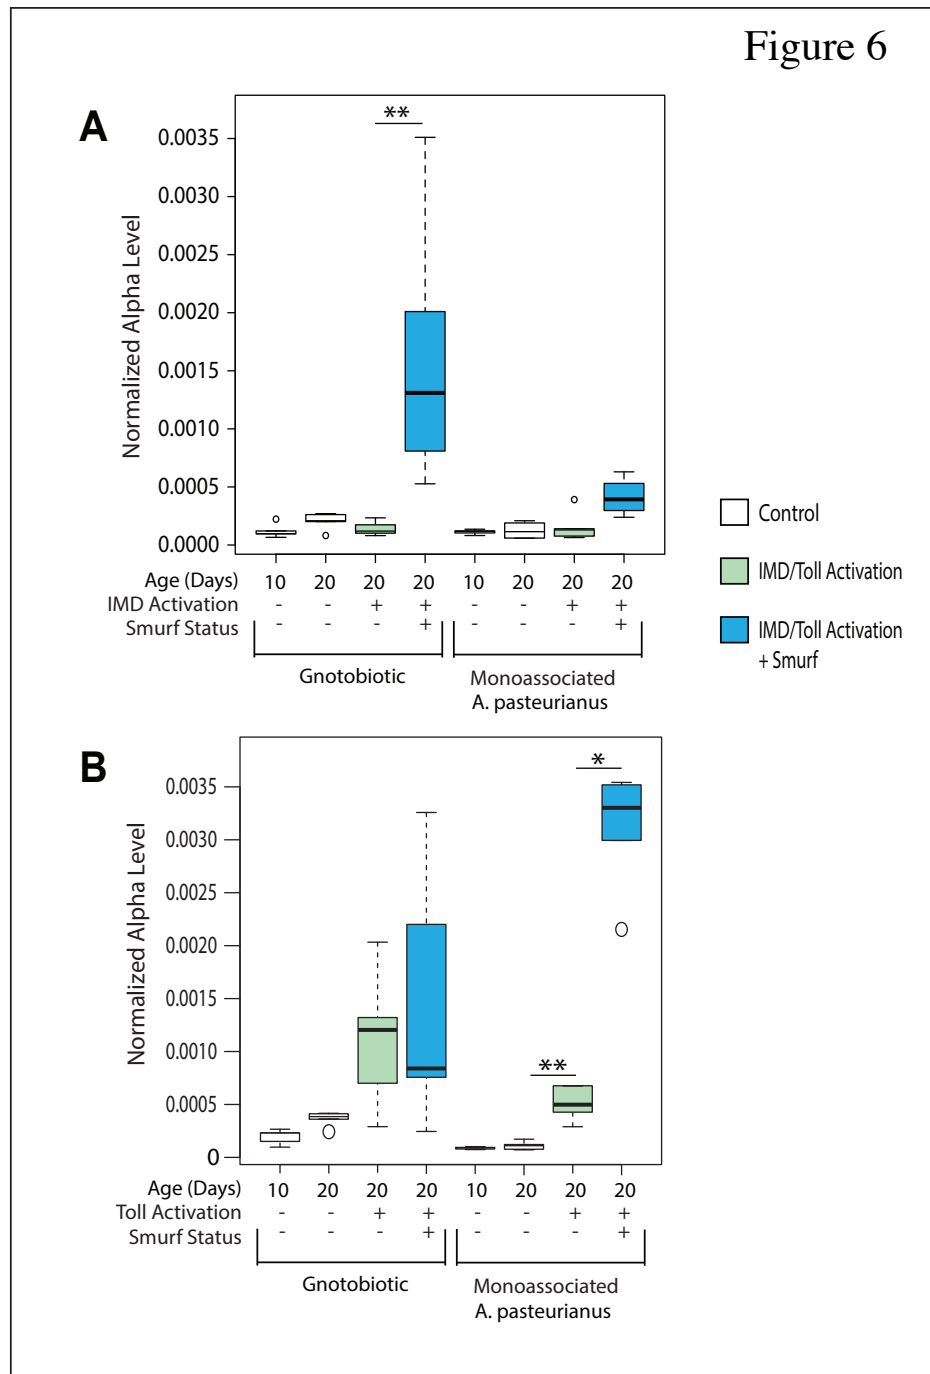 Figure 6
A
**
Normalized Alpha Level
0.0035
0.0030
0.0025
0.0020
0.0015
0.0010
0.0005
0.0000
Age (Days) 10 20 20 20 10 20 20 20
IMD Activation - - + + - - + +
Smurf Status - - - + - - - +
Gnotobiotic
Monoassociated
A. pasteurianus
Control
IMD/Toll Activation
IMD/Toll Activation
+ Smurf
B
*
**
Normalized Alpha Level
0.0035
0.0030
0.0025
0.0020
0.0015
0.0010
0.0005
0
Age (Days) 10 20 20 20 10 20 20 20
Toll Activation - - + + - - + +
Smurf Status - - - + - - - +
Gnotobiotic
Monoassociated
A. pasteurianus